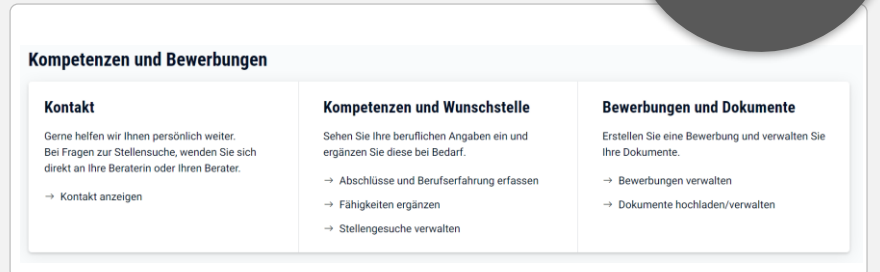 Kompetenzen und Bewerbungen
Kontakt
Gerne helfen wir Ihnen persönlich weiter.
Bei Fragen zur Stellensuche, wenden Sie sich
direkt an Ihre Beraterin oder Ihren Berater.
→ Kontakt anzeigen
Kompetenzen und Wunschstelle
Sehen Sie Ihre beruflichen Angaben ein und
ergänzen Sie diese bei Bedarf.
→ Abschlüsse und Berufserfahrung erfassen
→ Fähigkeiten ergänzen
→ Stellengesuche verwalten
Bewerbungen und Dokumente
Erstellen Sie eine Bewerbung und verwalten Sie
Ihre Dokumente.
→ Bewerbungen verwalten
→ Dokumente hochladen/verwalten